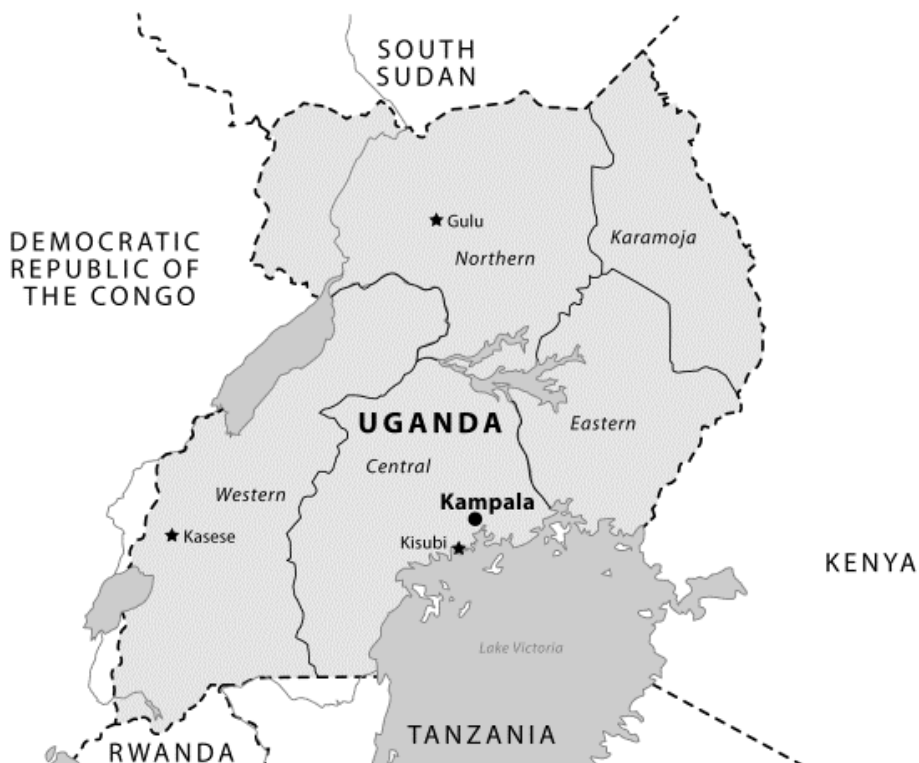 SOUTH
SUDAN
Gulu
DEMOCRATIC
REPUBLIC OF
THE CONGO
Karamoja
Northern
UGANDA
Eastern
Central
Western
Kampala
Kasese
Kisubi
KENYA
Lake Victoria
TANZANIA
RWANDA